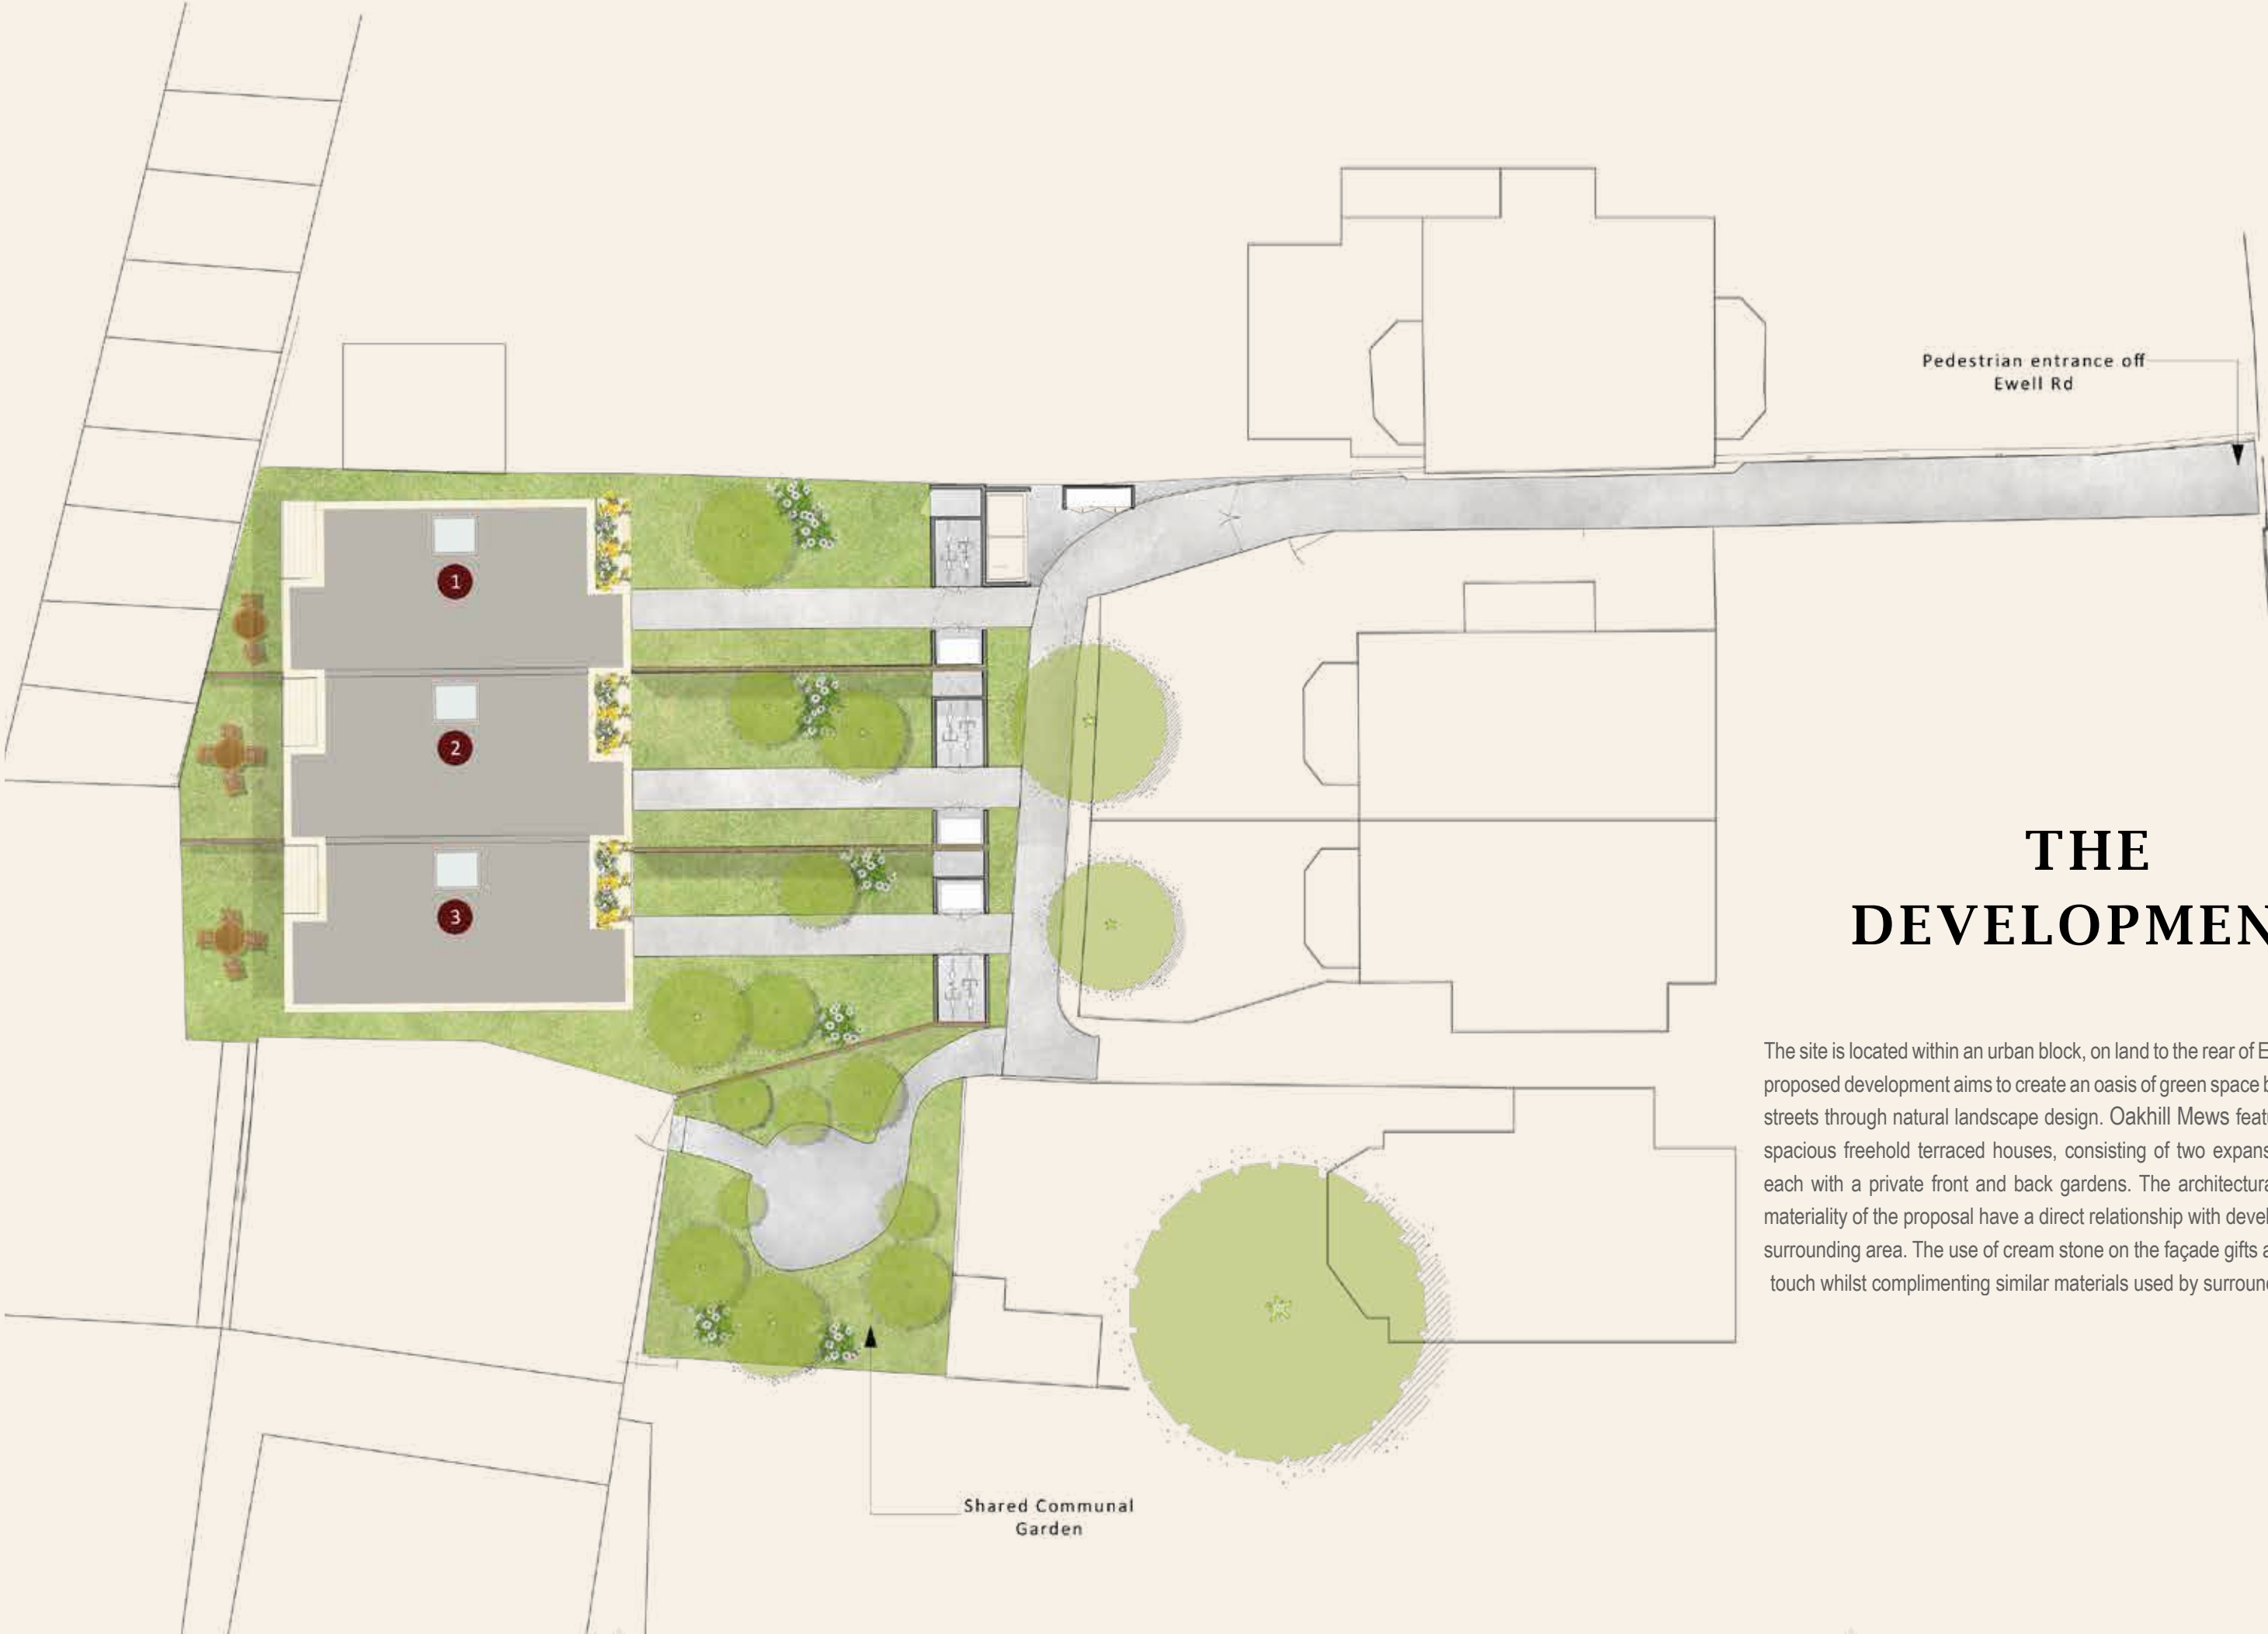 Pedestrian entrance off
Ewell Rd
1
2
3
THE
DEVELOPMEN
The site is located within an urban block, on land to the rear of E
proposed development aims to create an oasis of green space b
streets through natural landscape design. Oakhill Mews feat
spacious freehold terraced houses, consisting of two expans
each with a private front and back gardens. The architectura
materiality of the proposal have a direct relationship with devel
surrounding area. The use of cream stone on the façade gifts a
touch whilst complimenting similar materials used by surroun
Shared Communal
Garden